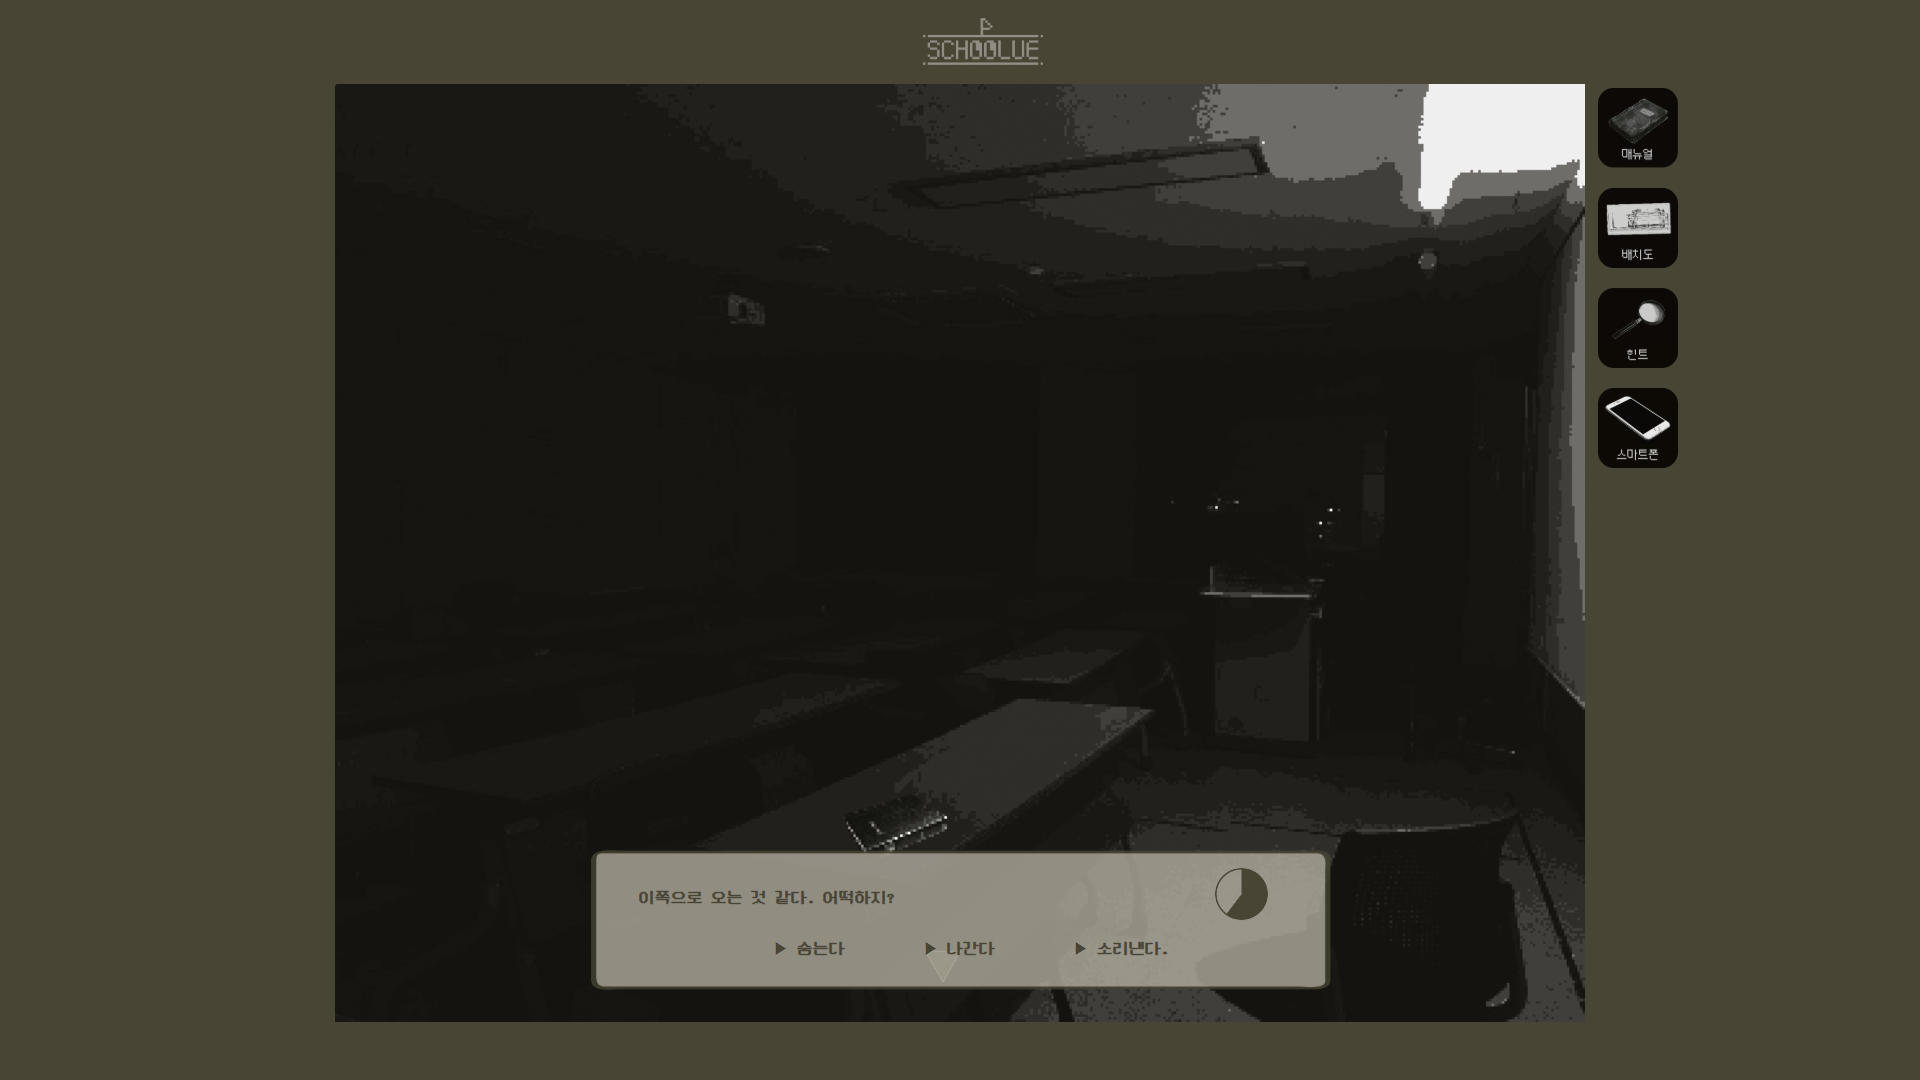 SCHOOLUE
매뉴얼
배치도
힌트
스마트폰
이쪽으로 오는 것 같다. 어떡하지?
▶ 숨는다 ▶ 나간다 ▶ 소리낸다.